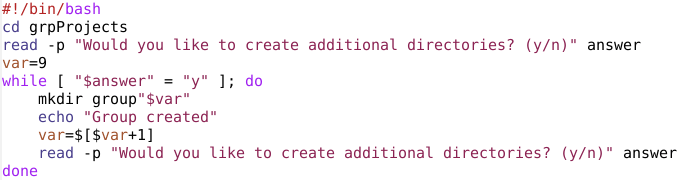 #!/bin/bash
cd grpProjects
read -p "Would you like to create additional directories? (y/n)" answer
var=9
while [ "$answer" = "y" ]; do
    mkdir group"$var"
    echo "Group created"
    var=$[$var+1]
    read -p "Would you like to create additional directories? (y/n)" answer
done